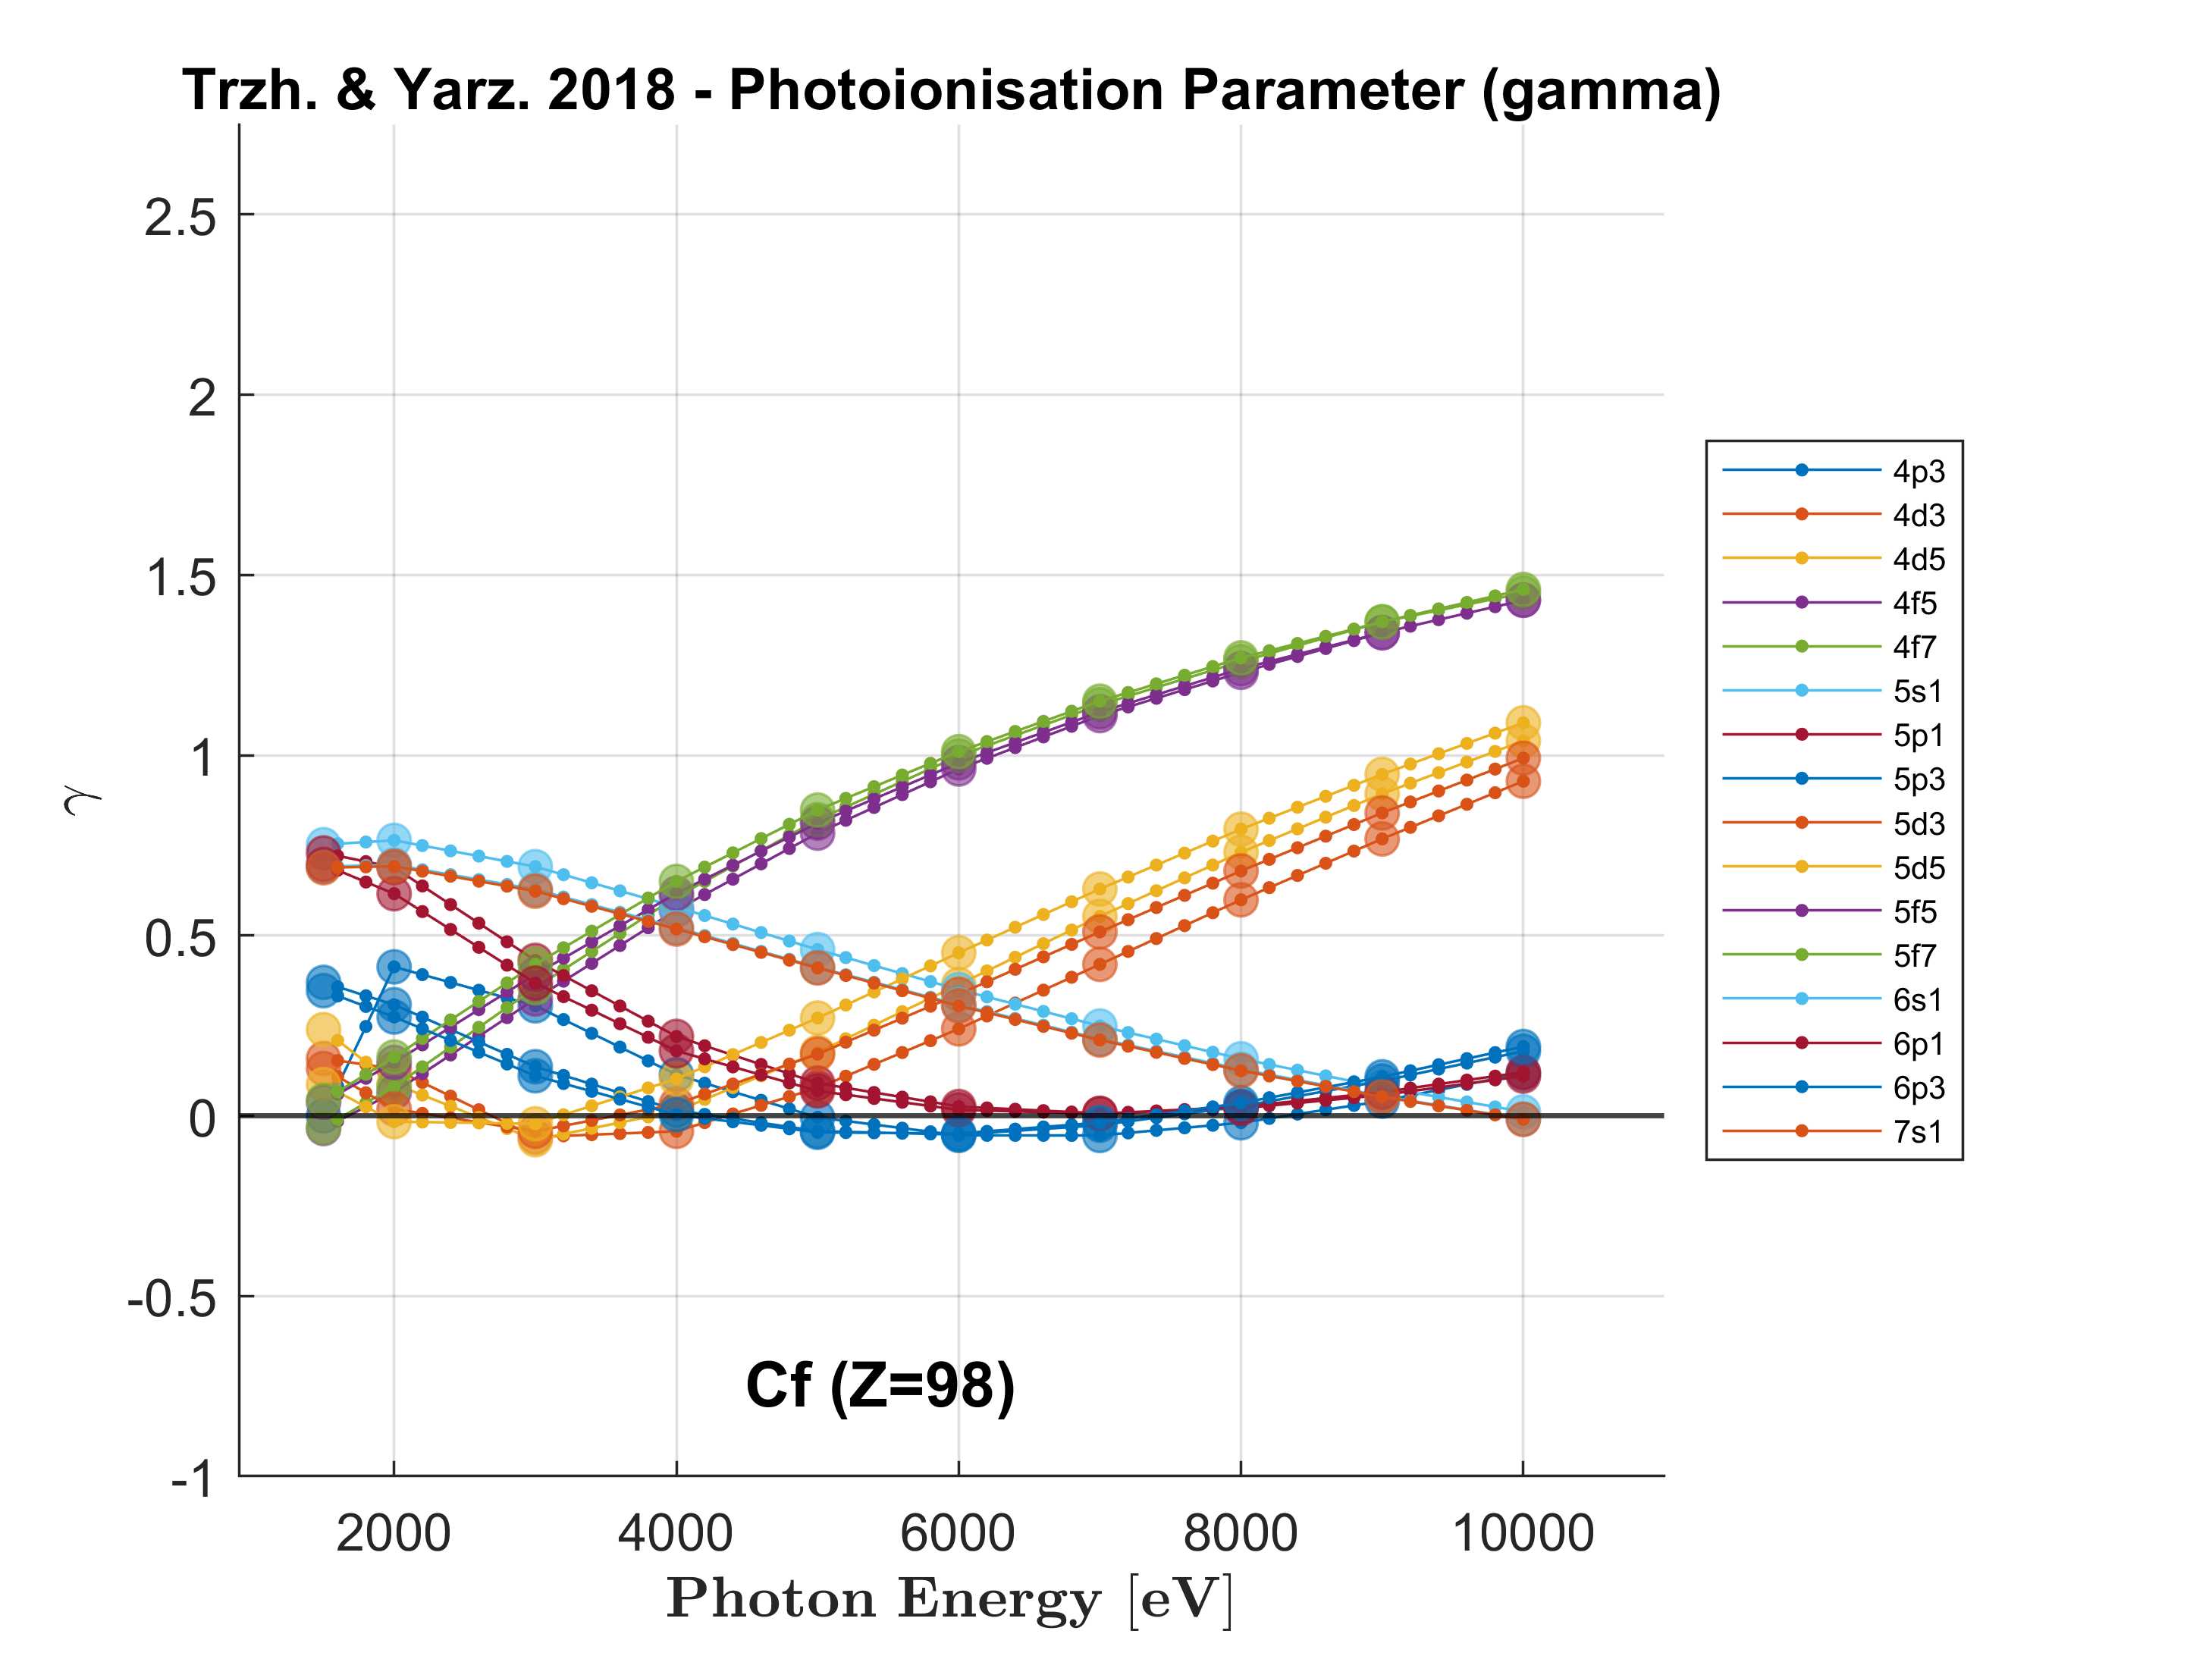 Trzh. & Yarz. 2018 - Photoionisation Parameter (gamma)
2.5
2
1.5
1
0.5
0
-0.5
-1
γ
Cf (Z=98)
2000 4000 6000 8000 10000
Photon Energy [eV]
4p3
4d3
4d5
4f5
4f7
5s1
5p1
5p3
5d3
5d5
5f5
5f7
6s1
6p1
6p3
7s1